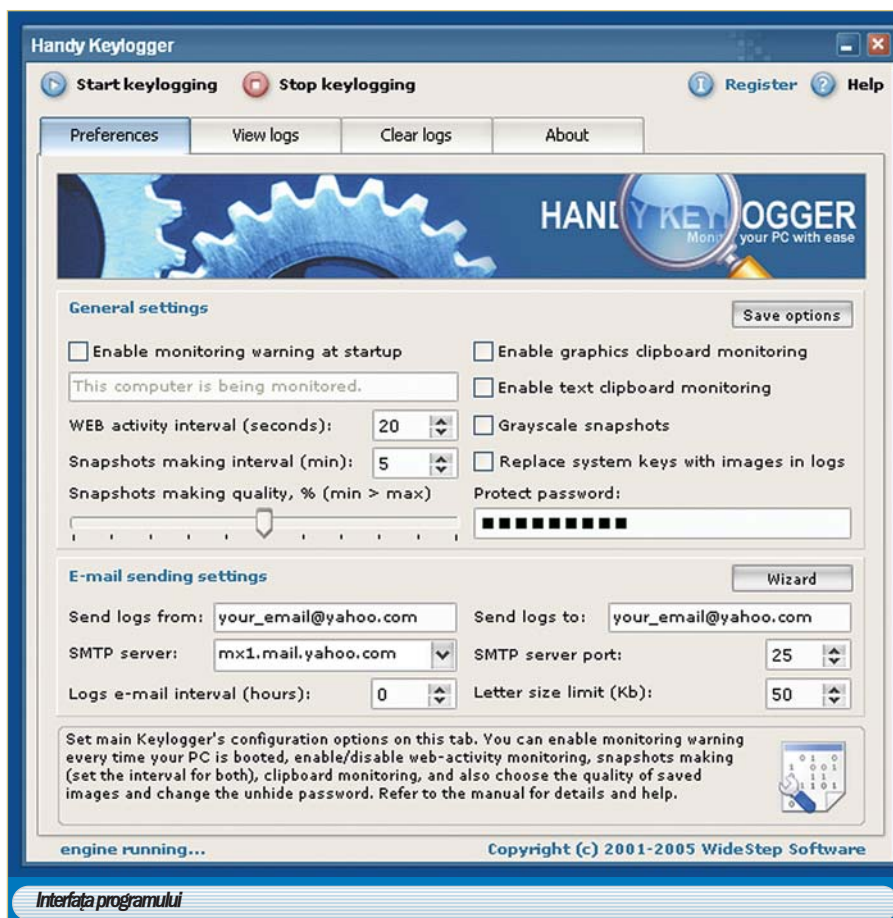 Handy Keylogger
Start keylogging Stop keylogging Register Help
Preferences View logs Clear logs About
HANDY KEYLOGGER
Monitor your PC with ease
General settings
Save options
Enable monitoring warning at startup
Enable graphics clipboard monitoring
This computer is being monitored.
Enable text clipboard monitoring
WEB activity interval (seconds): 20
Grayscale snapshots
Snapshots making interval (min): 5
Replace system keys with images in logs
Snapshots making quality, % (min > max)
Protect password:
E-mail sending settings
Wizard
Send logs from: your_email@yahoo.com
Send logs to: your_email@yahoo.com
SMTP server: mx1.mail.yahoo.com
SMTP server port: 25
Logs e-mail interval (hours): 0
Letter size limit (Kb): 50
Set main Keylogger's configuration options on this tab. You can enable monitoring warning
every time your PC is booted, enable/disable web-activity monitoring, snapshots making
(set the interval for both), clipboard monitoring, and also choose the quality of saved
images and change the unhide password. Refer to the manual for details and help.
engine running...
Copyright (c) 2001-2005 WideStep Software
Interfaţa programului